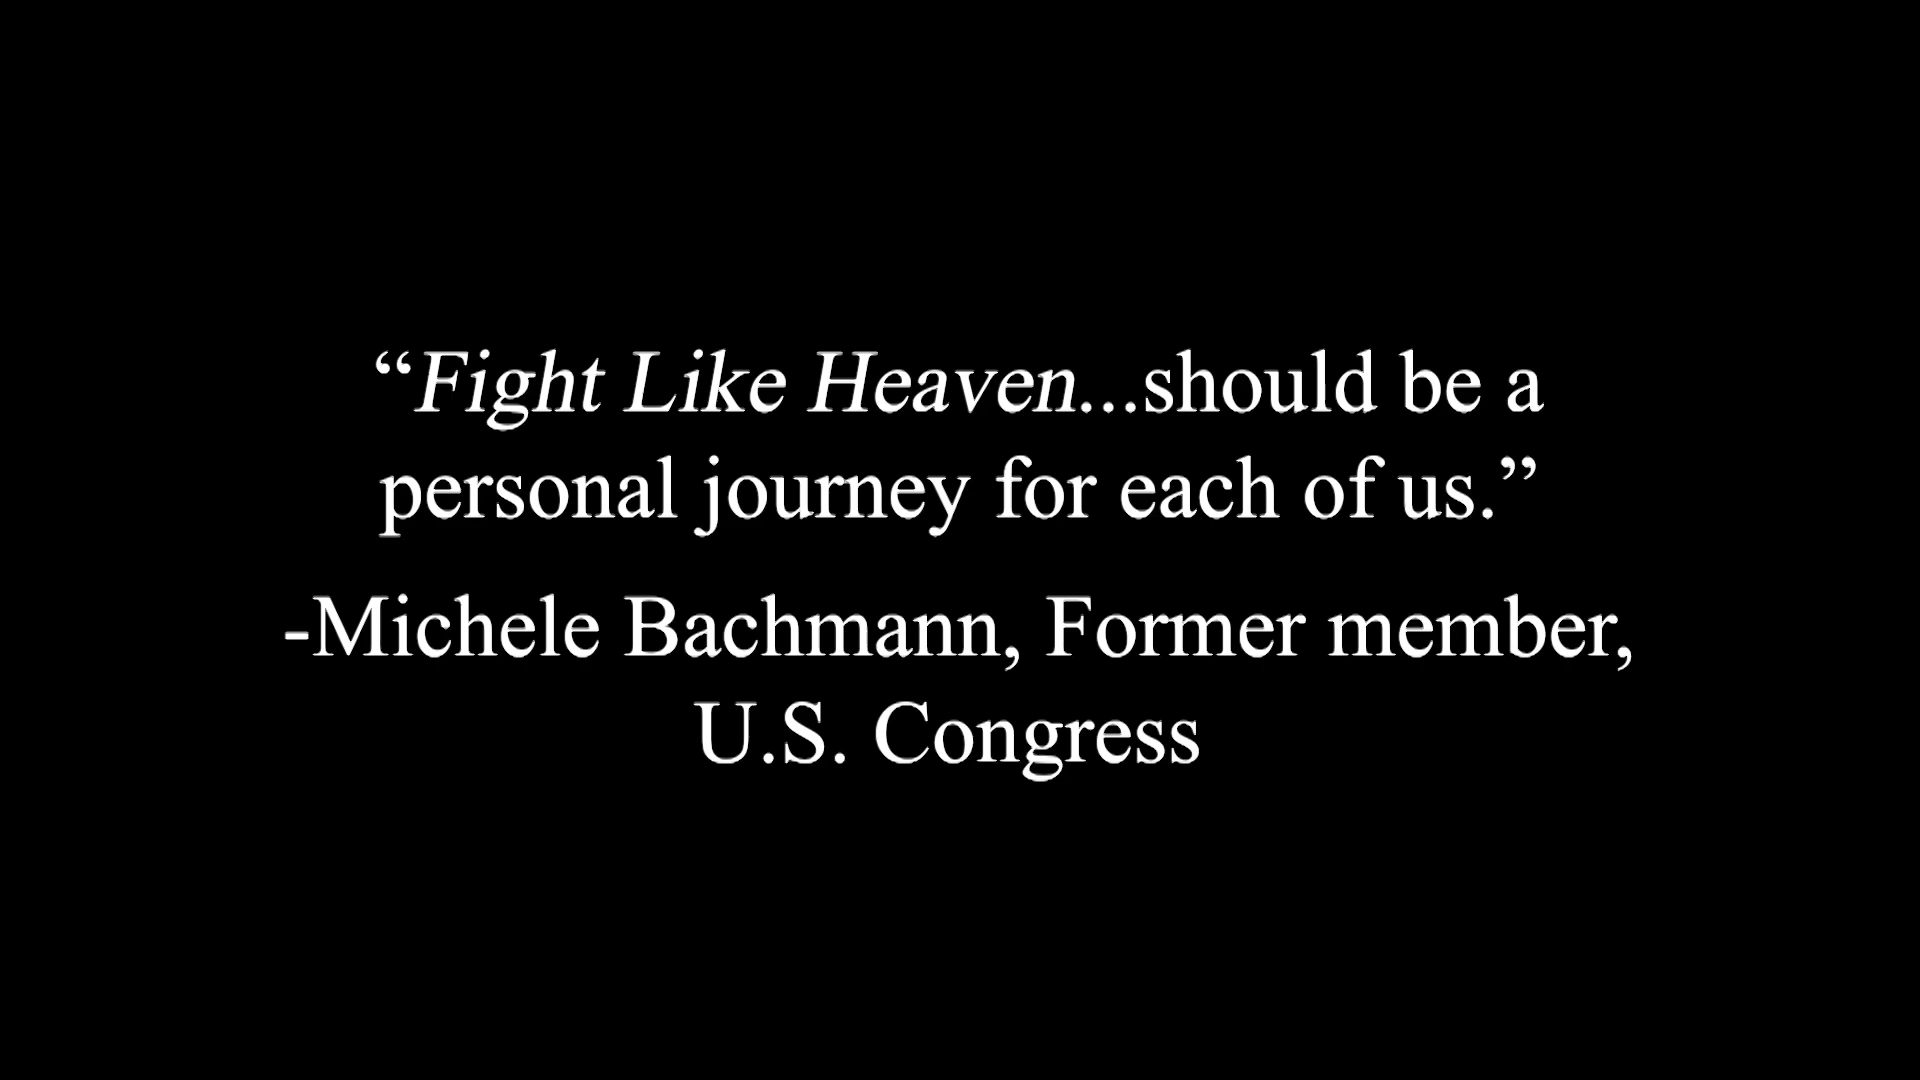 “Fight Like Heaven...should be a
personal journey for each of us.”
-Michele Bachmann, Former member,
U.S. Congress